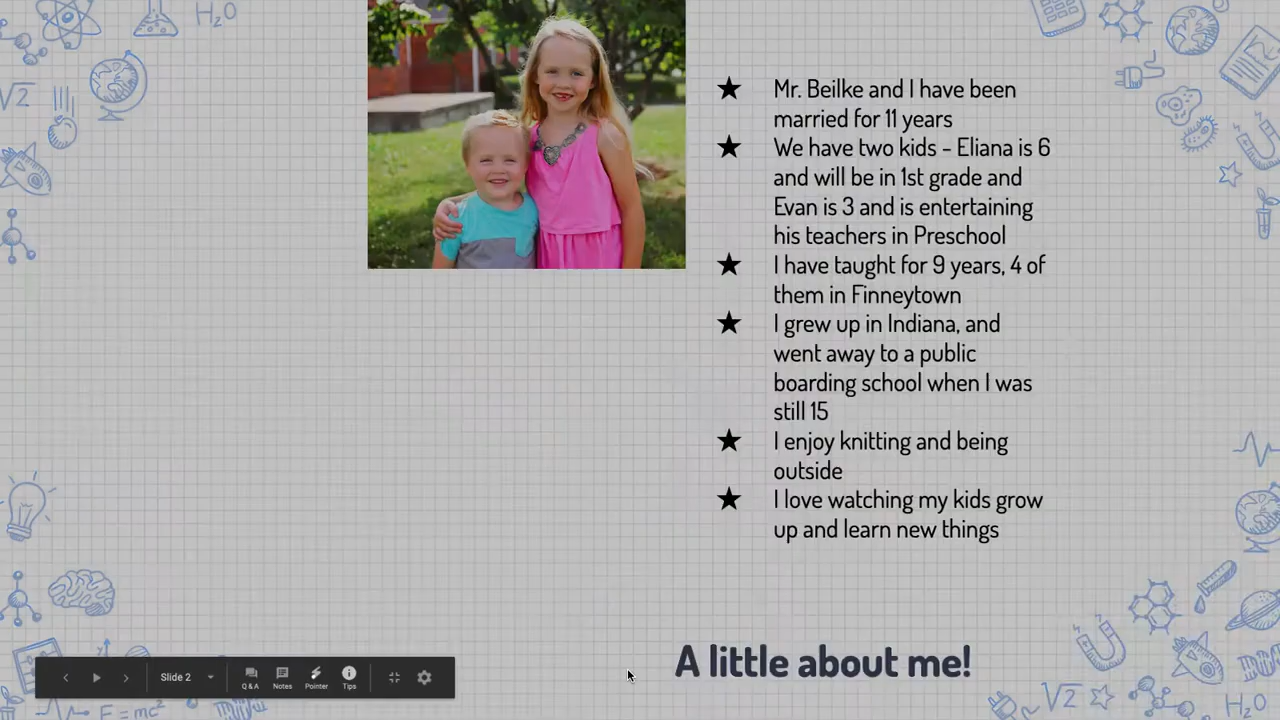 H₂O
√2
Mr. Beilke and I have been
married for 11 years
We have two kids - Eliana is 6
and will be in 1st grade and
Evan is 3 and is entertaining
his teachers in Preschool
I have taught for 9 years, 4 of
them in Finneytown
I grew up in Indiana, and
went away to a public
boarding school when I was
still 15
I enjoy knitting and being
outside
I love watching my kids grow
up and learn new things
A little about me!
Slide 2
Q & A
Notes
Pointer
Tips
E=mc²
√2
H₂O